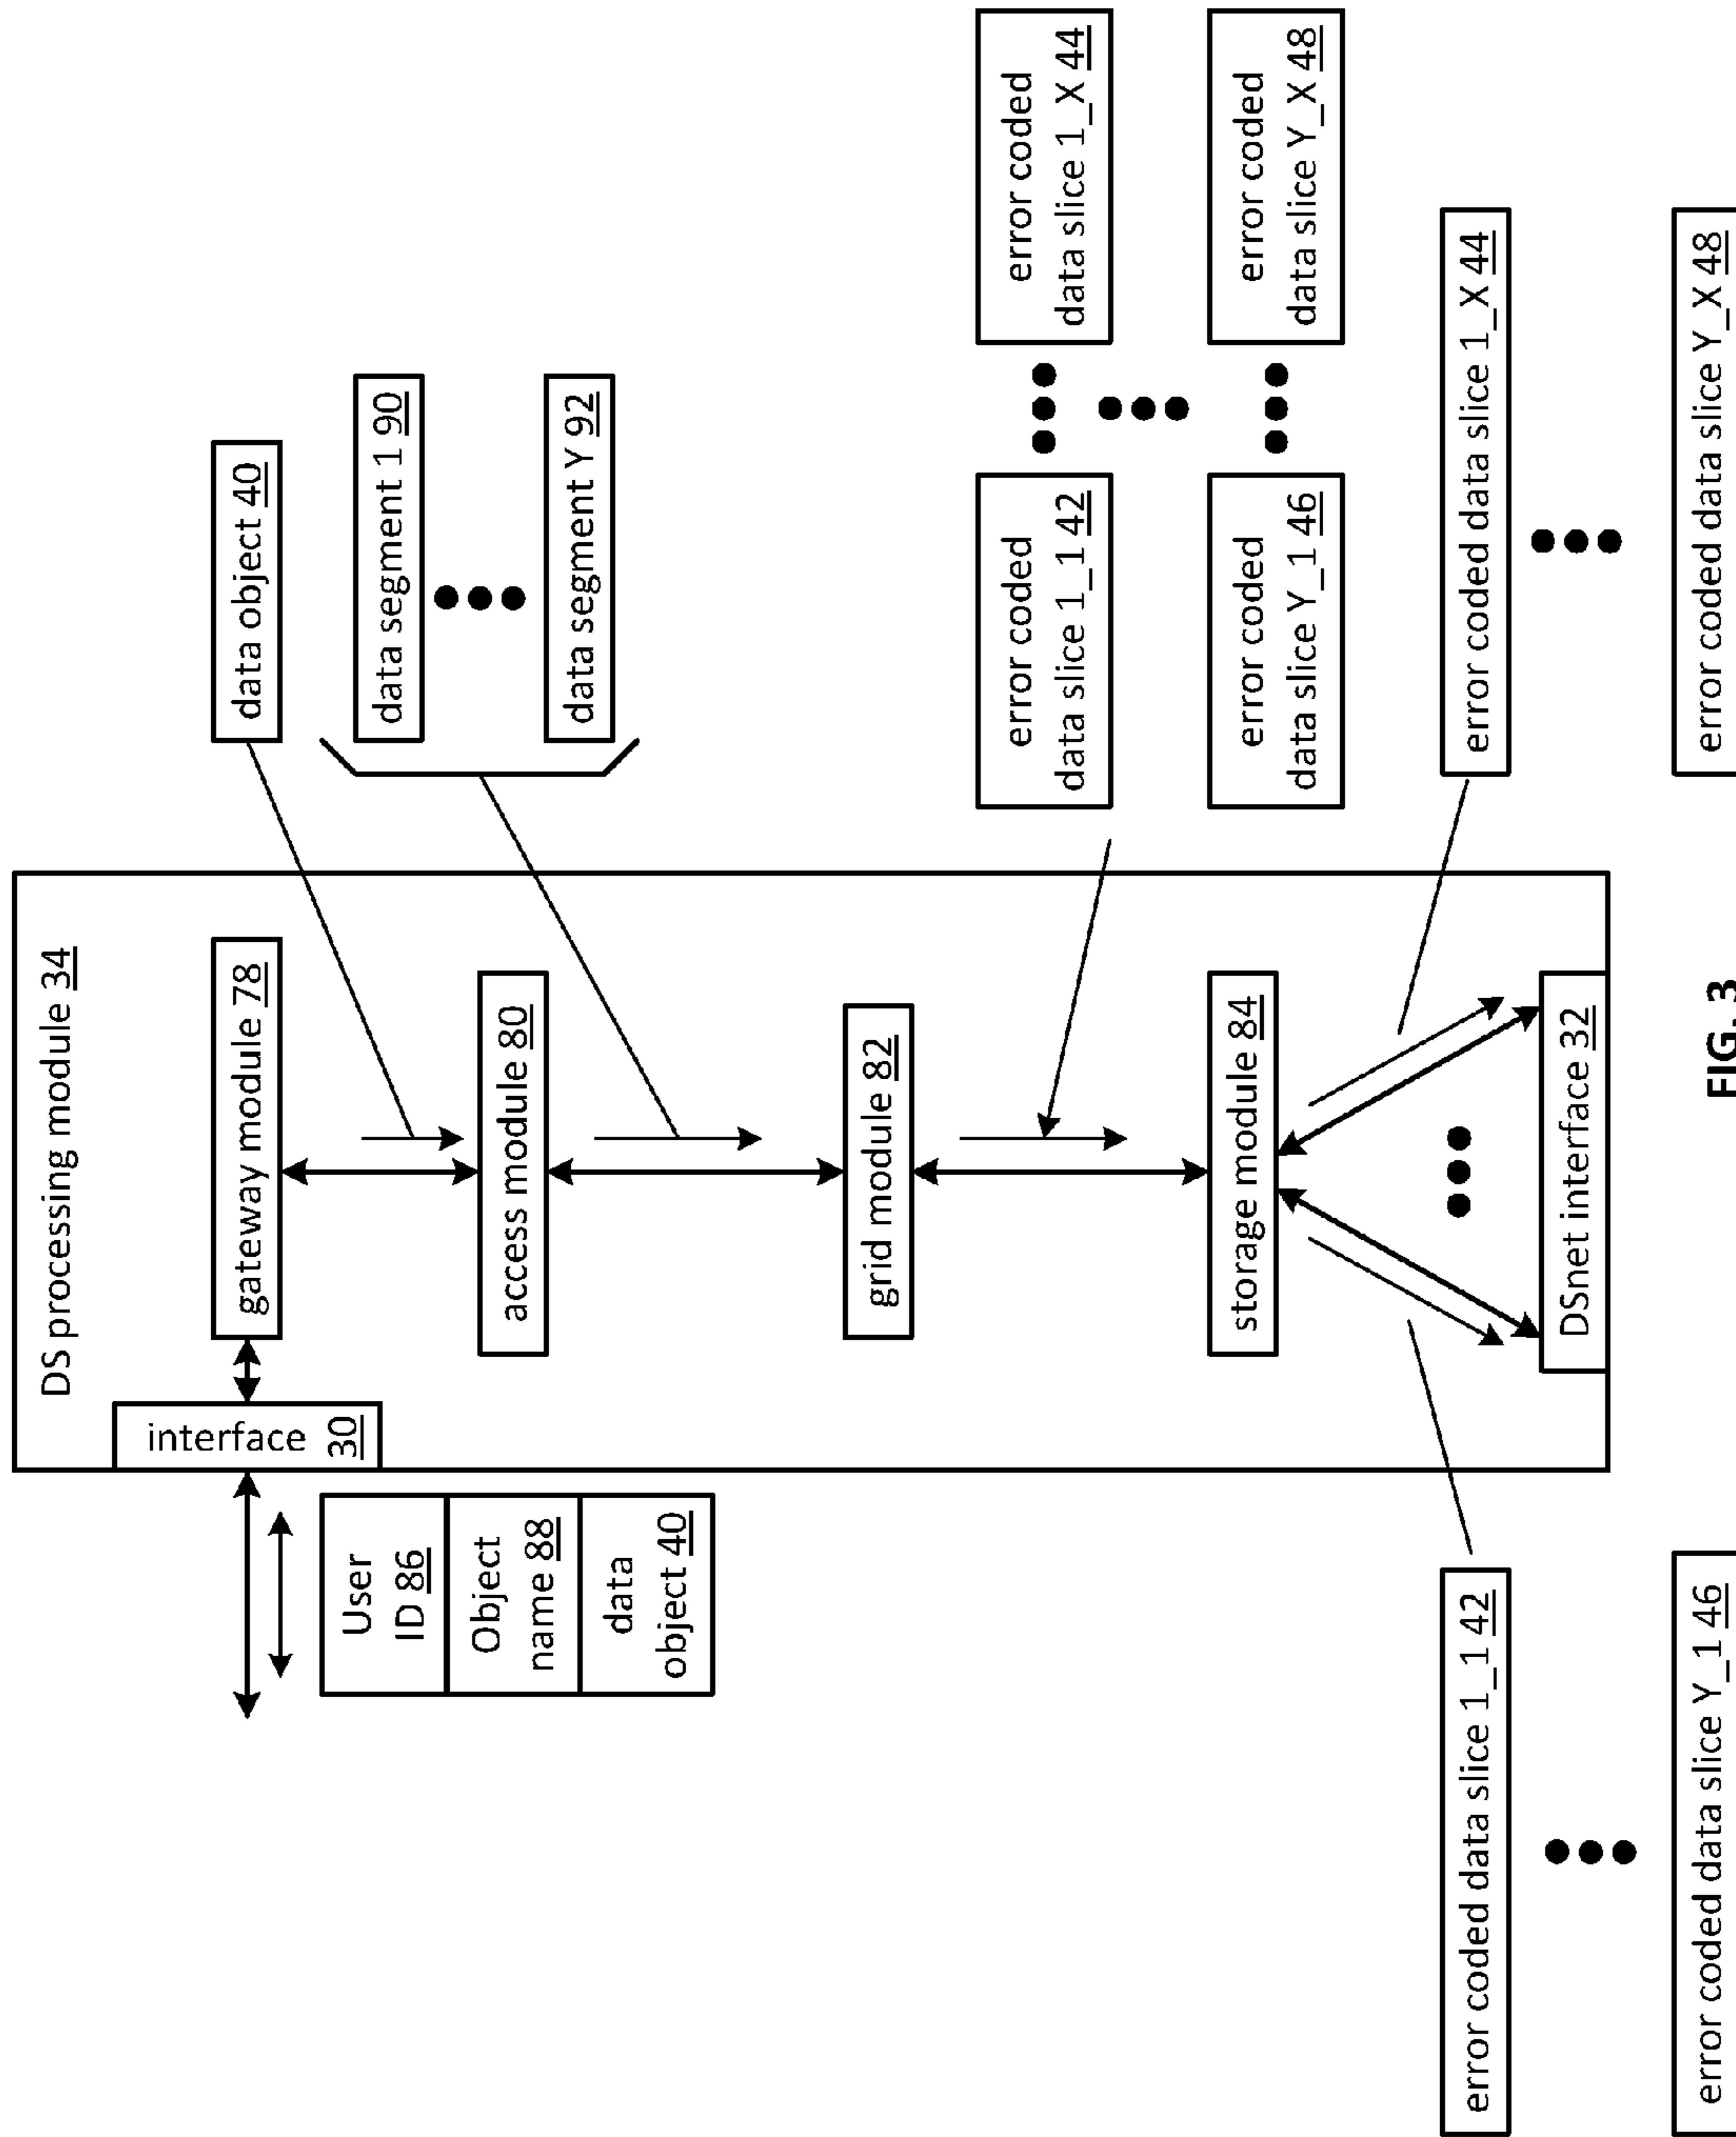 DS processing module 34
interface 30
gateway module 78
access module 80
grid module 82
storage module 84
DSnet interface 32
User
ID 86
Object
name 88
data
object 40
data object 40
data segment 1 90
data segment Y 92
error coded
data slice 1_1 42
error coded
data slice 1_X 44
error coded
data slice Y_1 46
error coded
data slice Y_X 48
error coded data slice 1_1 42
error coded data slice Y_1 46
error coded data slice 1_X 44
error coded data slice Y_X 48
FIG. 3